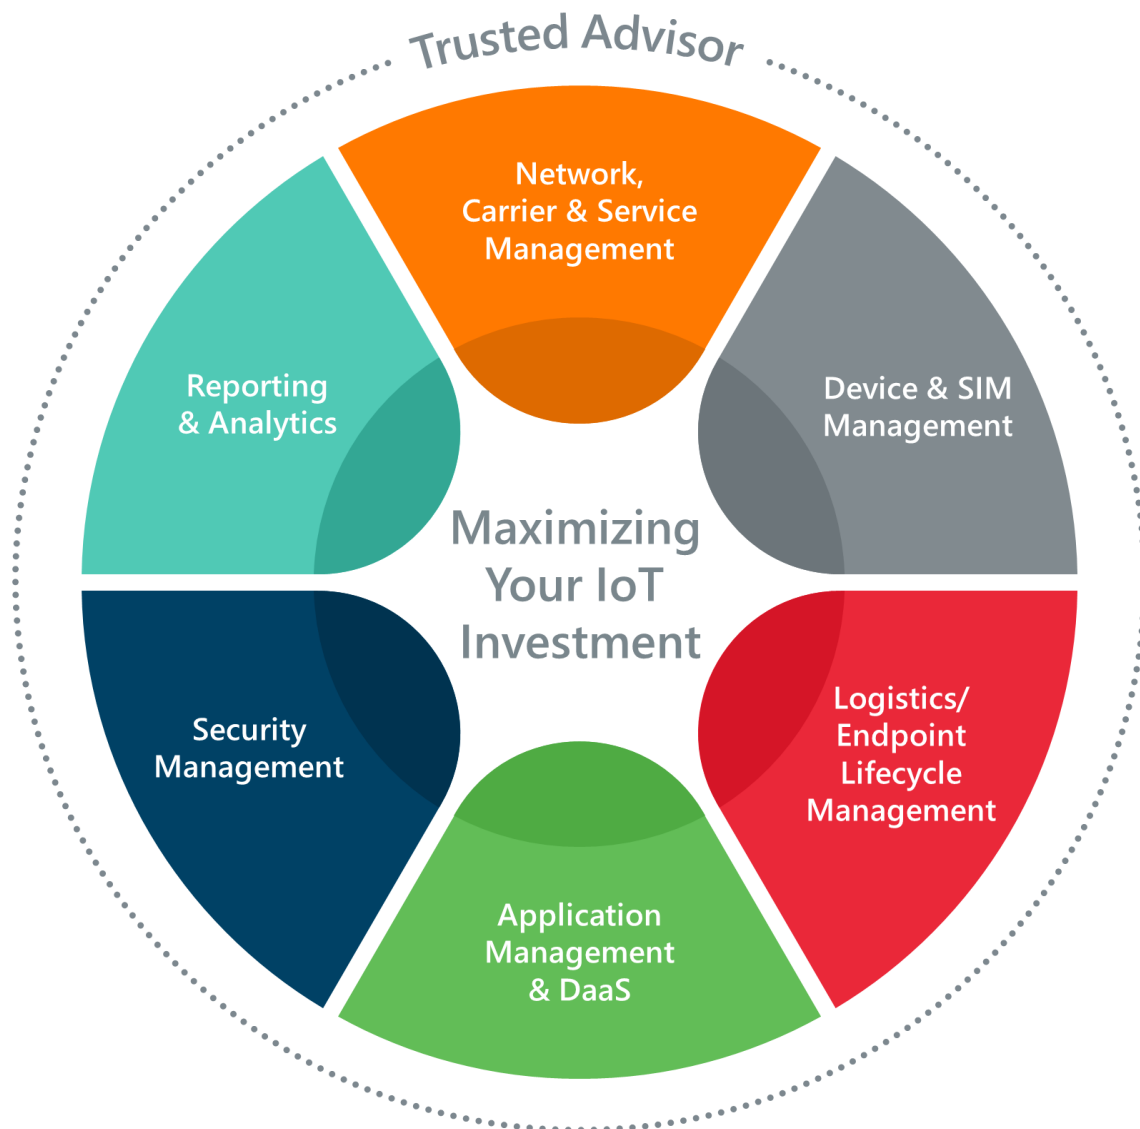 Trusted Advisor
Network,
Carrier & Service
Management
Device & SIM
Management
Logistics/
Endpoint
Lifecycle
Management
Application
Management
& DaaS
Security
Management
Reporting
& Analytics
Maximizing
Your IoT
Investment